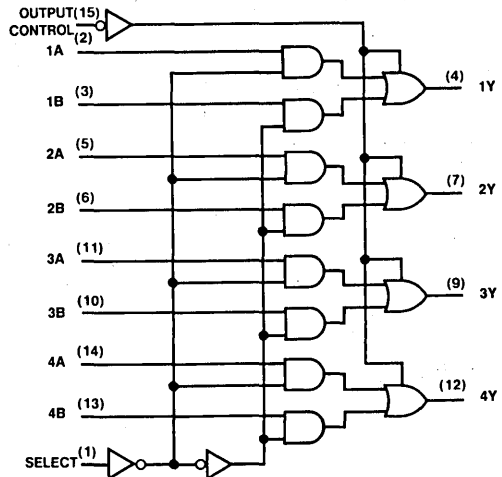 OUTPUT (15)
CONTROL
(2)
1A
(4)
1Y
(3)
1B
(5)
2A
(7)
2Y
(6)
2B
(11)
3A
(9)
3Y
(10)
3B
(14)
4A
(12)
4Y
(13)
4B
SELECT (1)